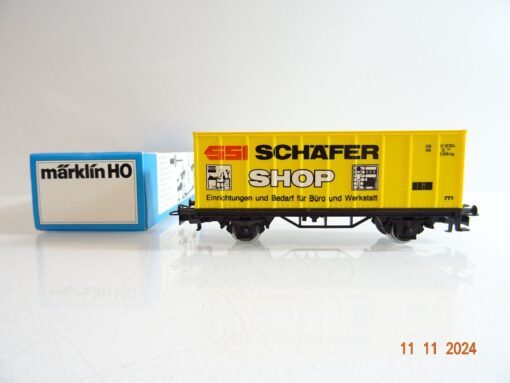 märklin HO
SSI SCHÄFER
SHOP
Einrichtungen und Bedarf für Büro und Werkstatt
11 11 2024